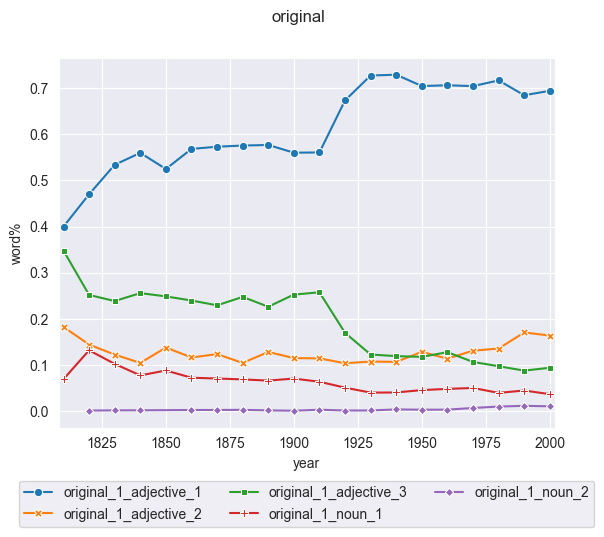 original
0.7
0.6
0.5
0.4
0.3
0.2
0.1
0.0
word%
1825 1850 1875 1900 1925 1950 1975 2000
year
original_1_adjective_1 original_1_adjective_3 original_1_noun_2
original_1_adjective_2 original_1_noun_1